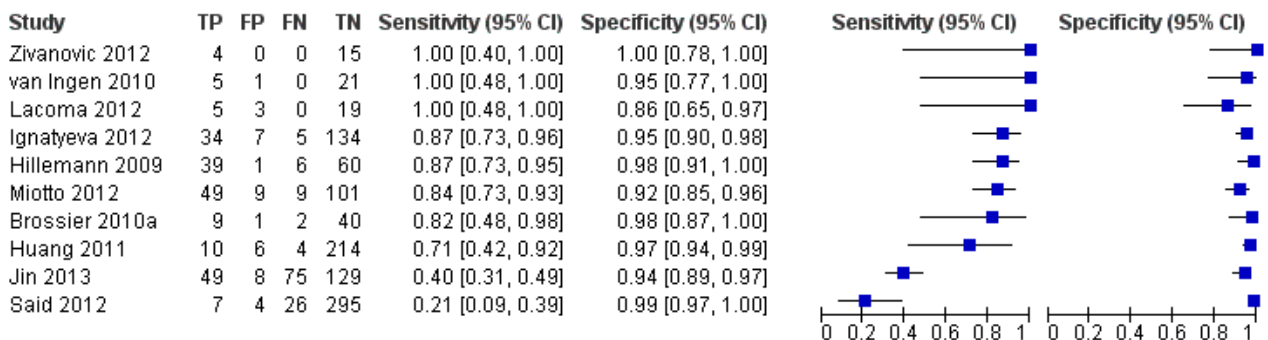 Study TP FP FN TN Sensitivity (95% CI) Specificity (95% CI) Sensitivity (95% CI) Specificity (95% CI)
Zivanovic 2012 4 0 0 15 1.00 [0.40, 1.00] 1.00 [0.78, 1.00]
van Ingen 2010 5 1 0 21 1.00 [0.48, 1.00] 0.95 [0.77, 1.00]
Lacoma 2012 5 3 0 19 1.00 [0.48, 1.00] 0.86 [0.65, 0.97]
Ignatyeva 2012 34 7 5 134 0.87 [0.73, 0.96] 0.95 [0.90, 0.98]
Hillemann 2009 39 1 6 60 0.87 [0.73, 0.95] 0.98 [0.91, 1.00]
Miotto 2012 49 9 9 101 0.84 [0.73, 0.93] 0.92 [0.85, 0.96]
Brossier 2010a 9 1 2 40 0.82 [0.48, 0.98] 0.98 [0.87, 1.00]
Huang 2011 10 6 4 214 0.71 [0.42, 0.92] 0.97 [0.94, 0.99]
Jin 2013 49 8 75 129 0.40 [0.31, 0.49] 0.94 [0.89, 0.97]
Said 2012 7 4 26 295 0.21 [0.09, 0.39] 0.99 [0.97, 1.00]
0 0.2 0.4 0.6 0.8 1 0 0.2 0.4 0.6 0.8 1